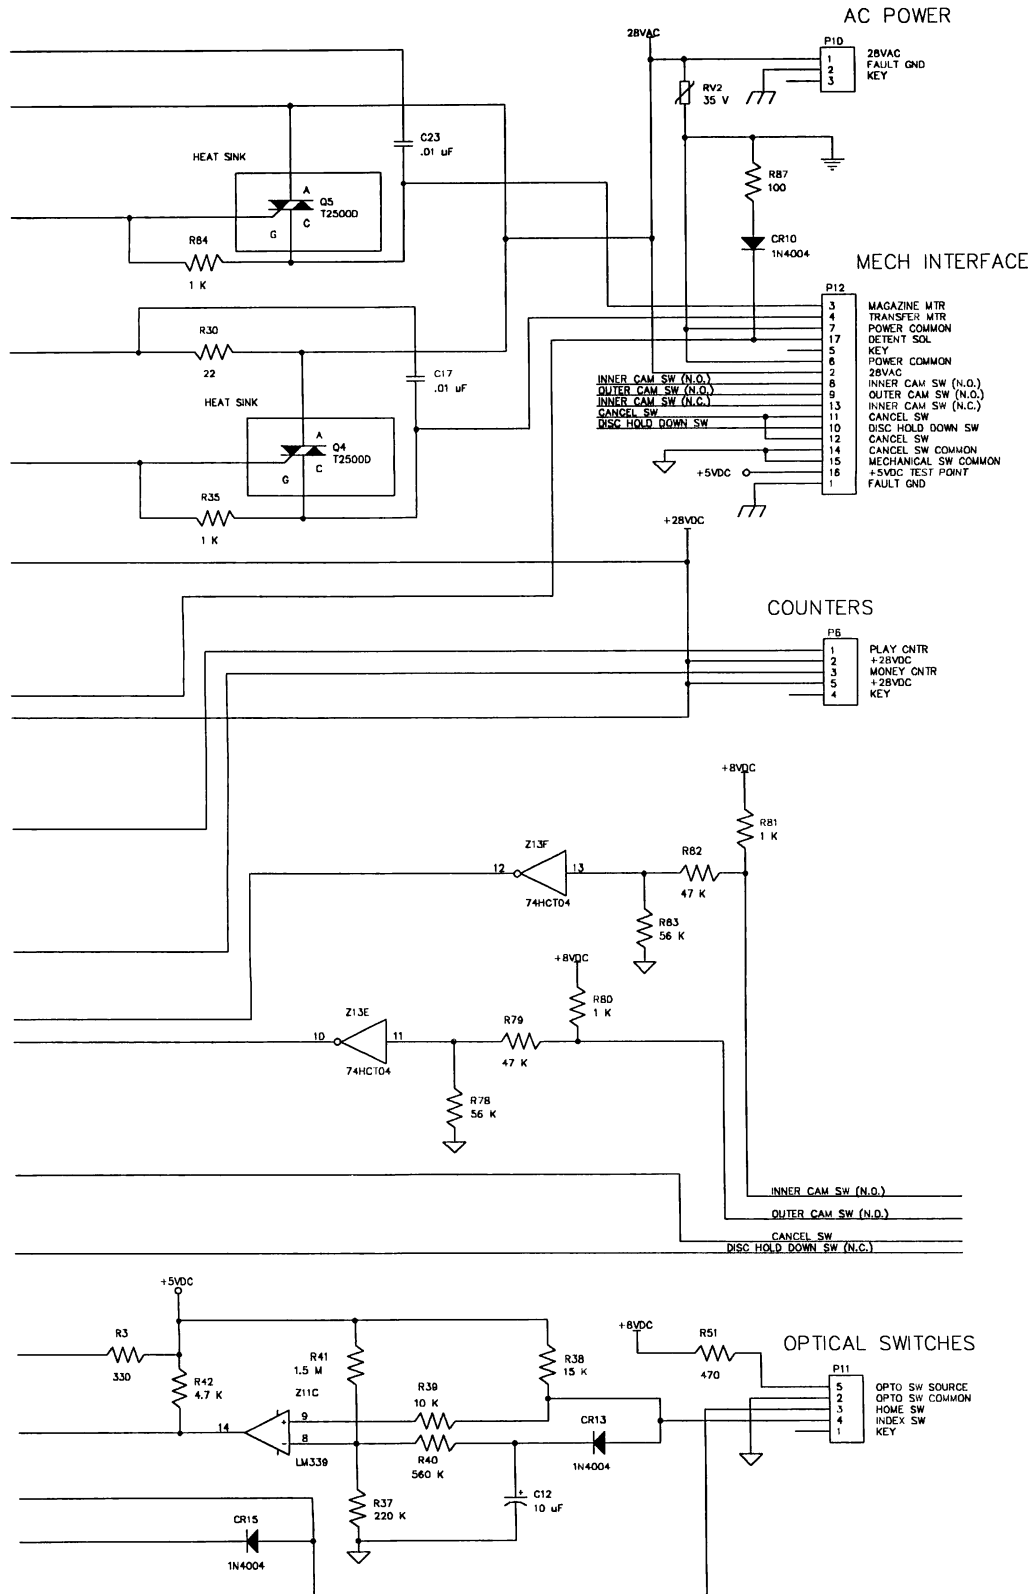 AC POWER
28VAC
P10
1 28VAC
2 FAULT GND
3 KEY
RV2
35 V
C23
.01 uF
HEAT SINK
A
Q5
T2500D
G
C
R84
1 K
R87
100
CR10
1N4004
MECH INTERFACE
P12
3 MAGAZINE MTR
4 TRANSFER MTR
7 POWER COMMON
17 DETENT SOL
5 KEY
6 POWER COMMON
2 28VAC
INNER CAM SW (N.O.) 8 INNER CAM SW (N.O.)
OUTER CAM SW (N.O.) 9 OUTER CAM SW (N.O.)
INNER CAM SW (N.C.) 13 INNER CAM SW (N.C.)
CANCEL SW 11 CANCEL SW
DISC HOLD DOWN SW 10 DISC HOLD DOWN SW
12 CANCEL SW
14 CANCEL SW COMMON
15 MECHANICAL SW COMMON
+5VDC 16 +5VDC TEST POINT
1 FAULT GND
R30
22
C17
.01 uF
HEAT SINK
A
Q4
T2500D
G
C
R35
1 K
+28VDC
COUNTERS
P6
1 PLAY CNTR
2 +28VDC
3 MONEY CNTR
5 +28VDC
4 KEY
+8VDC
R81
1 K
Z13F
12
13
74HCT04
R82
47 K
R83
56 K
+8VDC
R80
1 K
Z13E
10
11
74HCT04
R79
47 K
R78
56 K
INNER CAM SW (N.O.)
OUTER CAM SW (N.O.)
CANCEL SW
DISC HOLD DOWN SW (N.C.)
+5VDC
R3
330
R42
4.7 K
R41
1.5 M
R38
15 K
+8VDC
R51
470
OPTICAL SWITCHES
P11
5 OPTO SW SOURCE
2 OPTO SW COMMON
3 HOME SW
4 INDEX SW
1 KEY
Z11C
14
9
+
8
-
LM339
R39
10 K
R40
560 K
CR13
1N4004
R37
220 K
+
C12
10 uF
CR15
1N4004